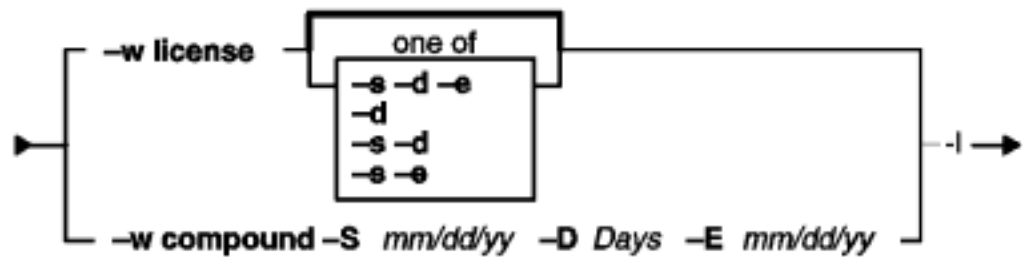 –w license
one of
–s –d –e
–d
–s –d
–s –e
-l
–w compound –S mm/dd/yy –D Days –E mm/dd/yy